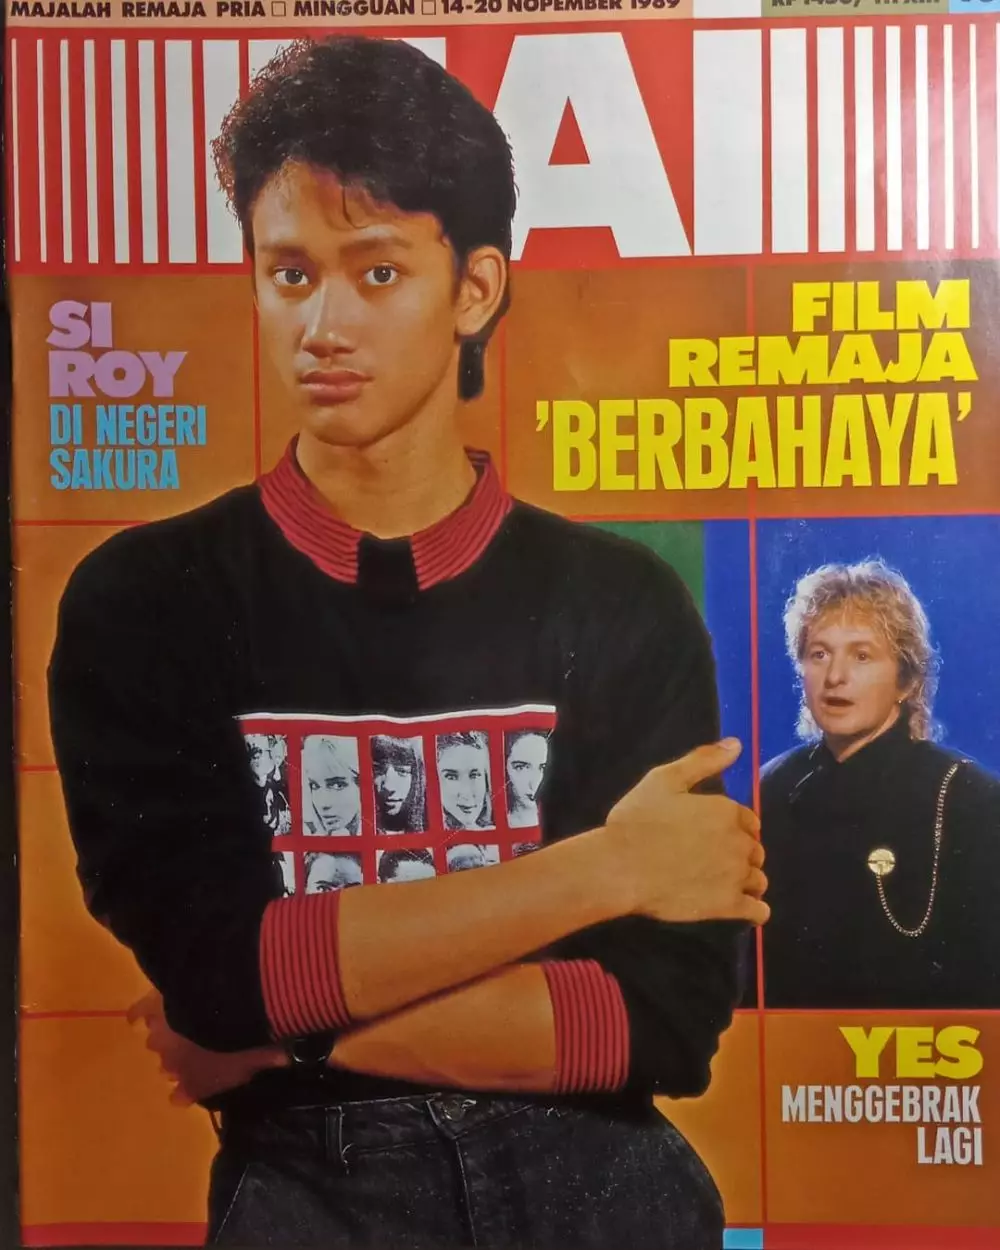 MAJALAH REMAJA PRIA □ MINGGUAN □ 14-20 NOPEMBER 1989
HAI
SI
ROY
DI NEGERI
SAKURA
FILM
REMAJA
'BERBAHAYA'
YES
MENGGEBRAK
LAGI